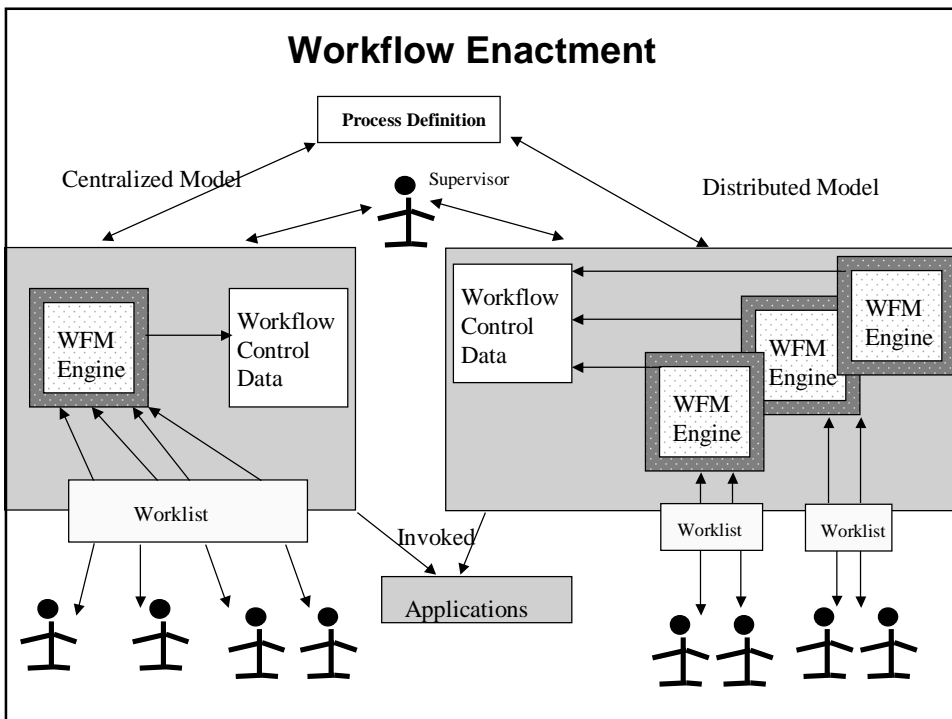 Workflow Enactment
Process Definition
Centralized Model
Supervisor
Distributed Model
WFM
Engine
Workflow
Control
Data
Workflow
Control
Data
WFM
Engine
WFM
Engine
WFM
Engine
Worklist
Invoked
Worklist
Worklist
Applications